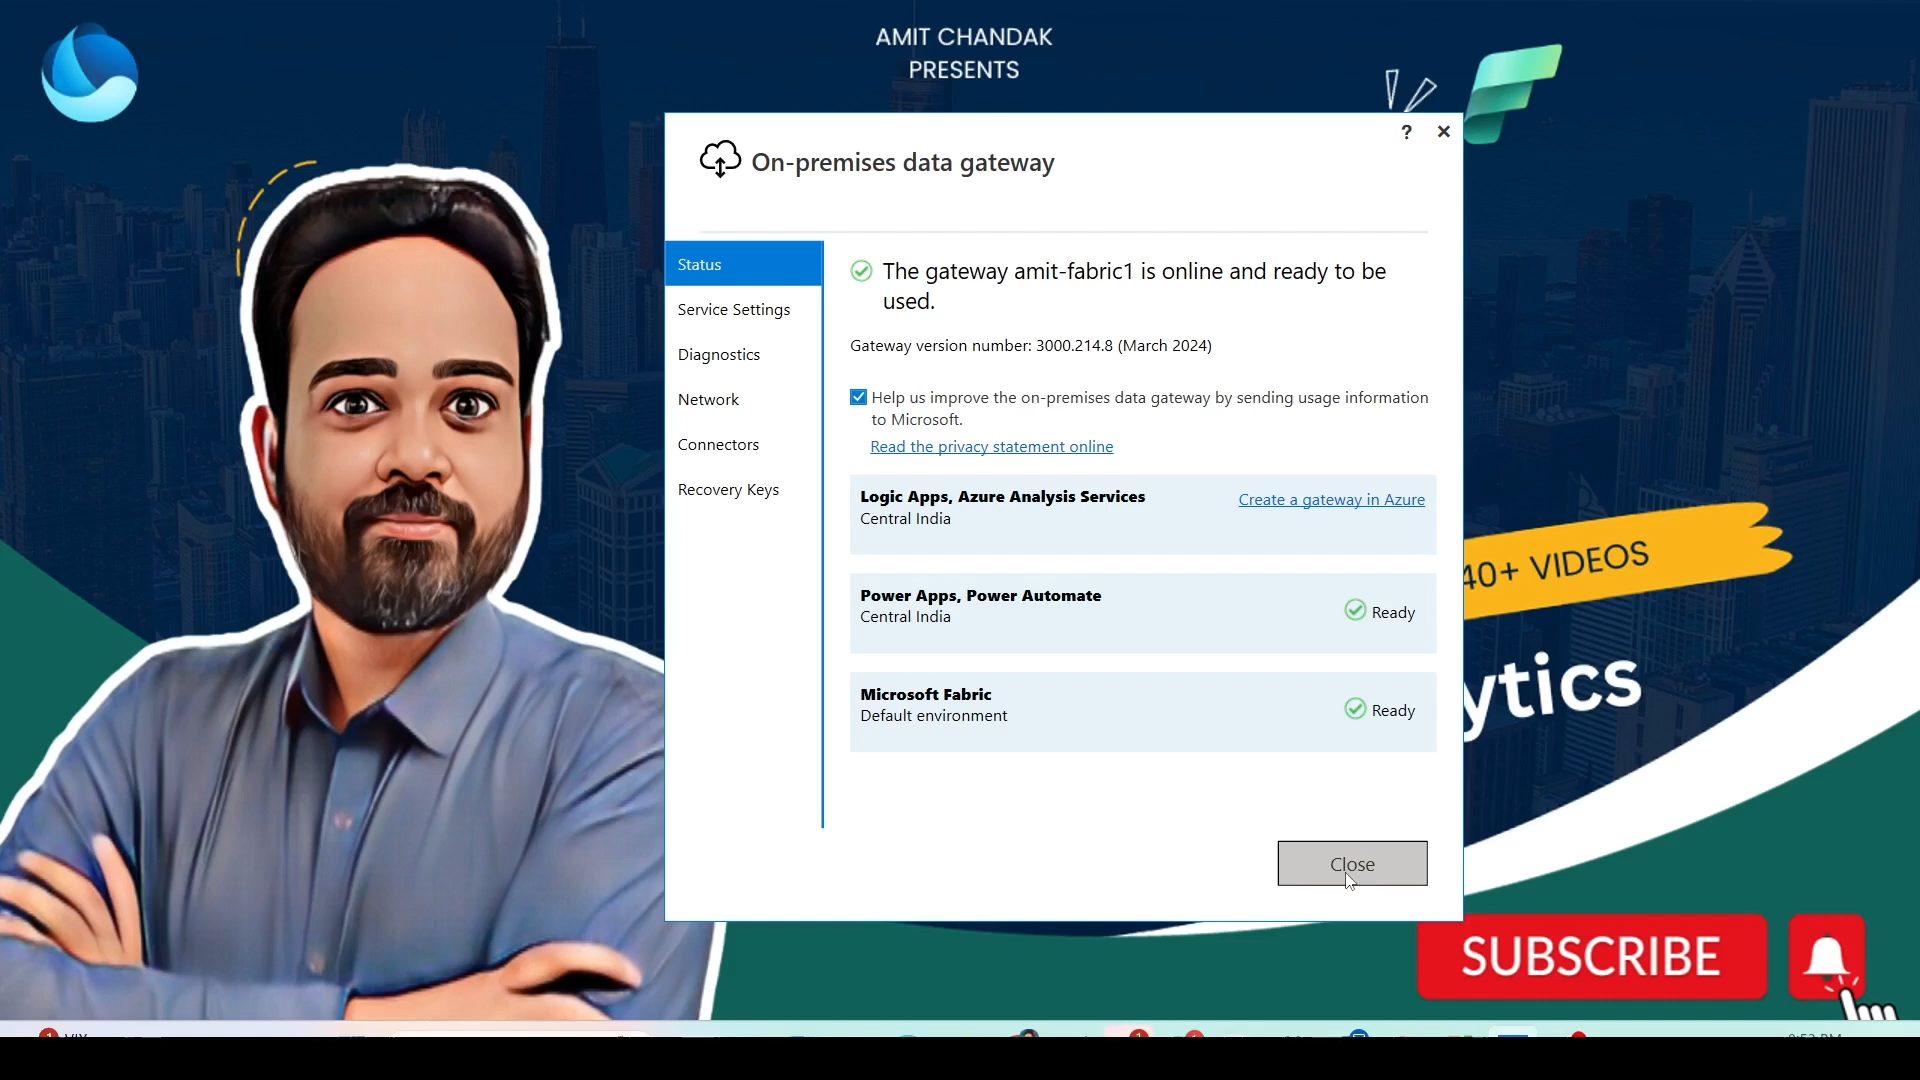 AMIT CHANDAK
PRESENTS
?
On-premises data gateway
Status
Service Settings
Diagnostics
Network
Connectors
Recovery Keys
The gateway amit-fabric1 is online and ready to be
used.
Gateway version number: 3000.214.8 (March 2024)
Help us improve the on-premises data gateway by sending usage information
to Microsoft.
Read the privacy statement online
Logic Apps, Azure Analysis Services
Create a gateway in Azure
Central India
Power Apps, Power Automate
Central India
Ready
Microsoft Fabric
Default environment
Ready
Close
40+ VIDEOS
ytics
SUBSCRIBE